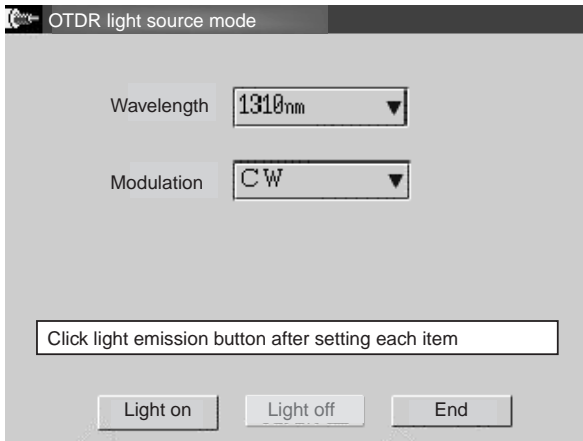 OTDR light source mode
Wavelength 1310nm
Modulation CW
Click light emission button after setting each item
Light on Light off End